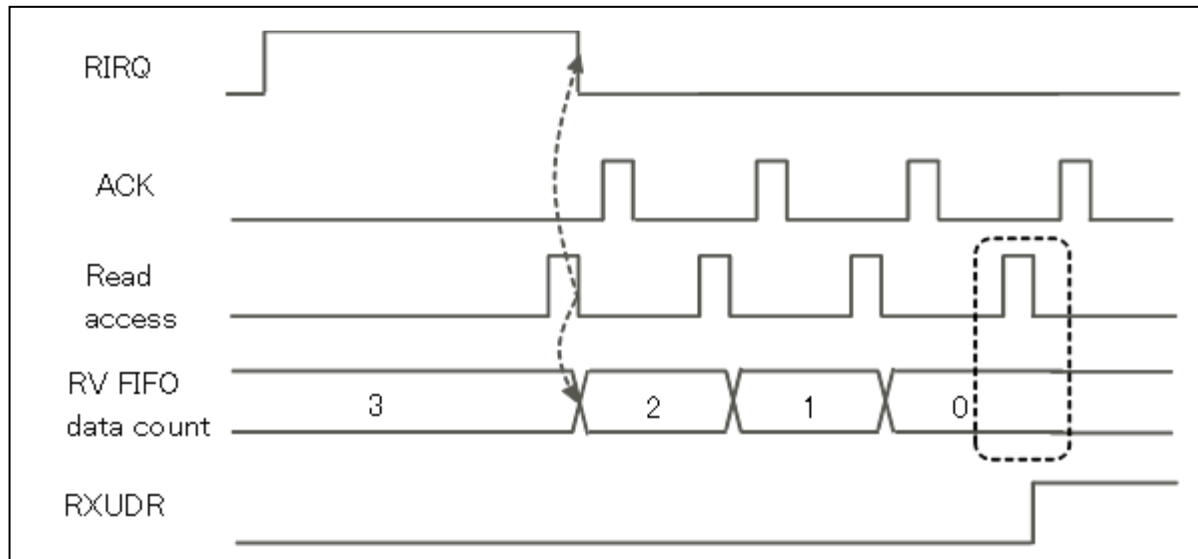 RIRQ
ACK
Read
access
RV FIFO
data count
3
2
1
0
RXUDR